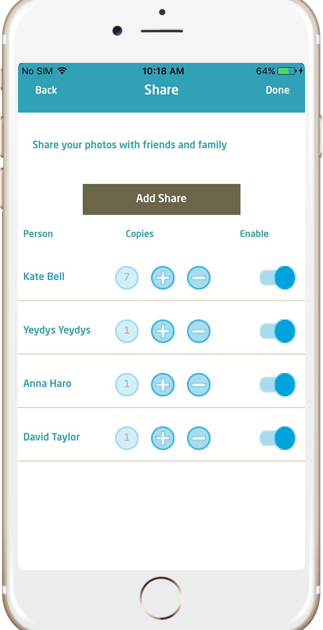 No SIM 10:18 AM 64%
Back Share Done
Share your photos with friends and family
Add Share
Person Copies Enable
Kate Bell 7
Yeydys Yeydys 1
Anna Haro 1
David Taylor 1